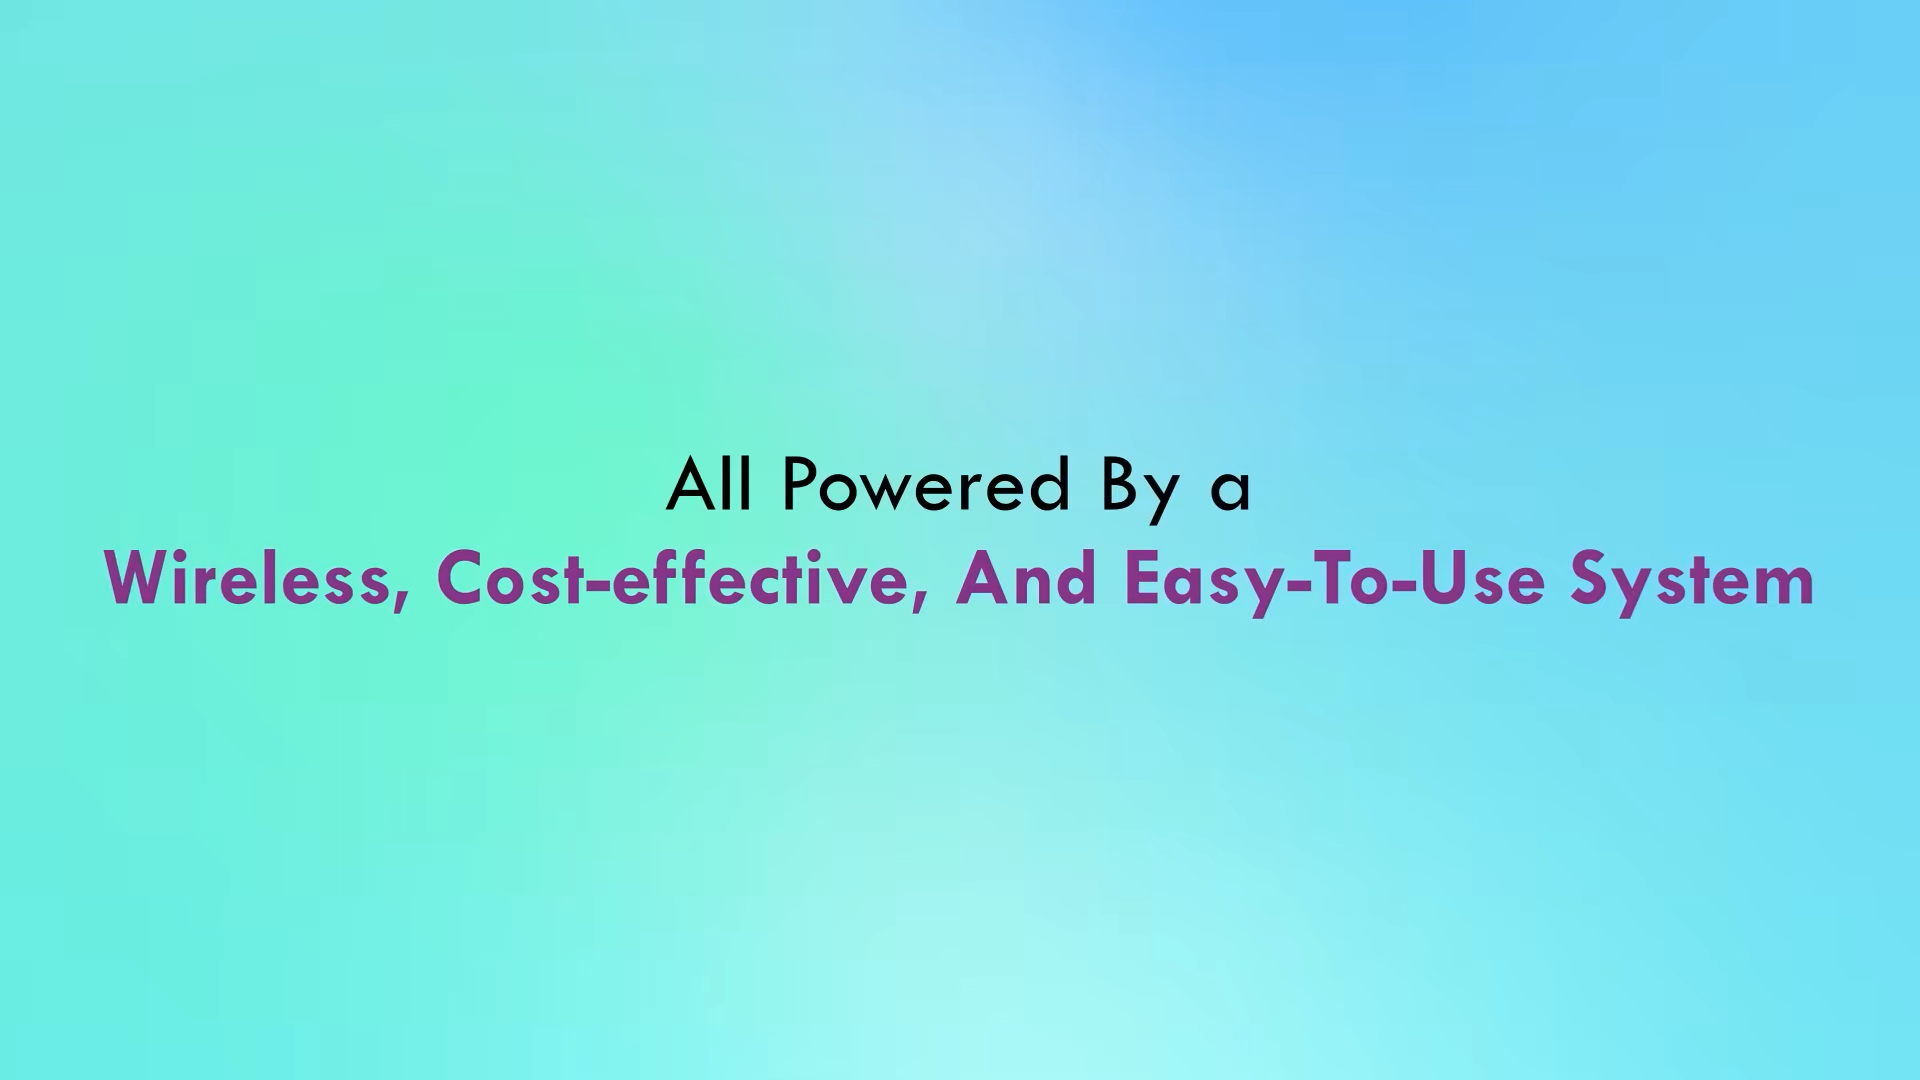 All Powered By a
Wireless, Cost-effective, And Easy-To-Use System